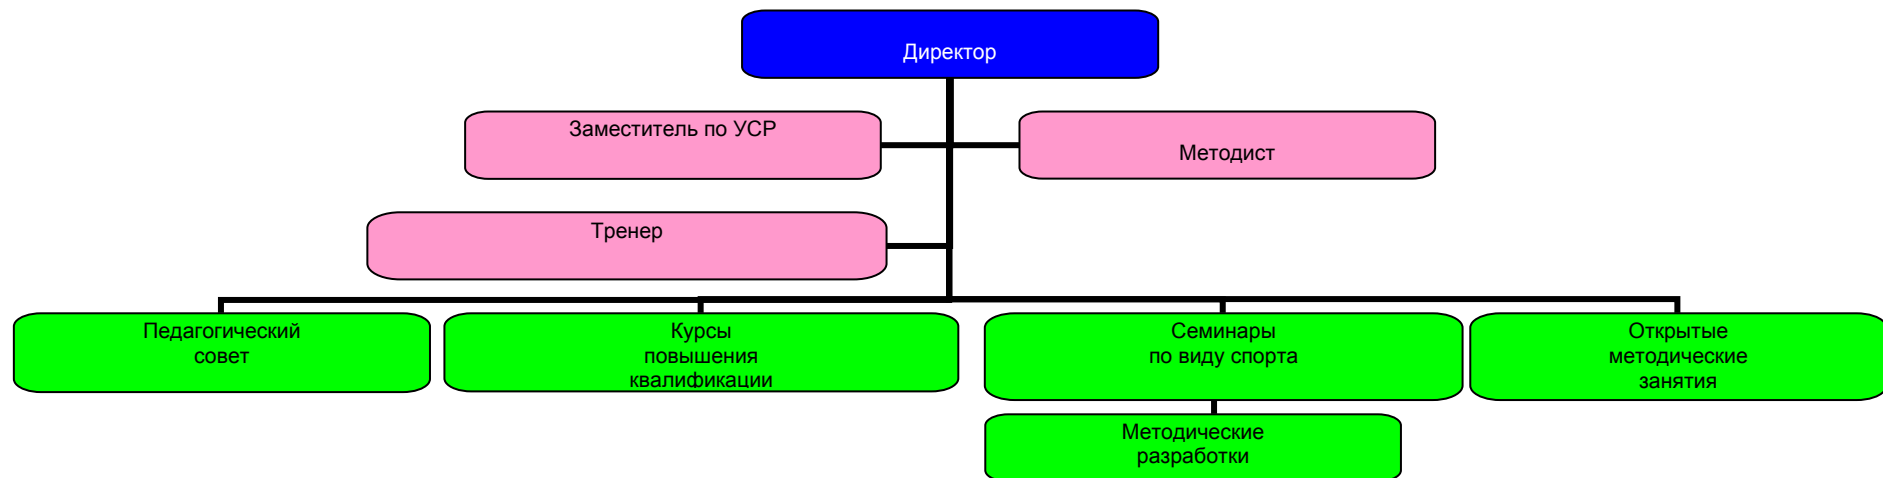 Директор
Заместитель по УСР
Методист
Тренер
Педагогический
совет
Курсы
повышения
квалификации
Семинары
по виду спорта
Открытые
методические
занятия
Методические
разработки